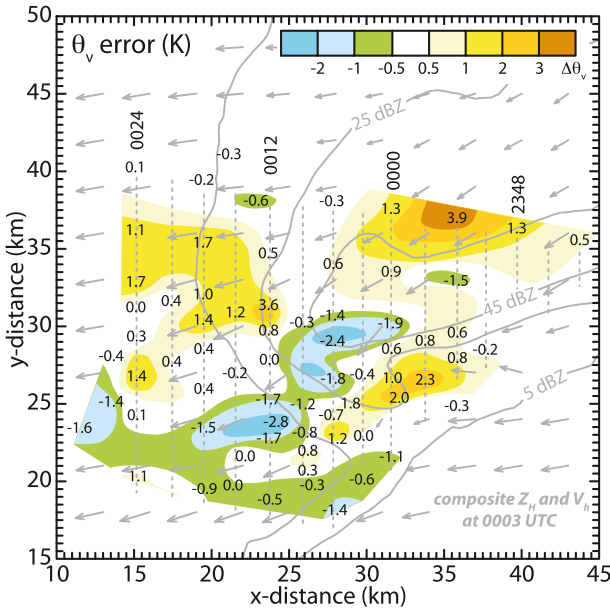 50
45
40
35
30
25
20
15
y-distance (km)
10 15 20 25 30 35 40 45
x-distance (km)
θv error (K)
-2 -1 -0.5 0.5 1 2 3 Δθv
25 dBZ
45 dBZ
5 dBZ
0024
0012
0000
2348
-0.3
0.1
-0.2
-0.6 -0.3
1.3 3.9
1.1 1.7 1.3
0.5 0.5
0.6 0.9
1.7 -1.5
0.0 0.4 1.0
1.4 1.2 3.6 -0.3 -1.4 -1.9
0.3 0.8 -2.4 0.6 0.8 0.6
-0.4 0.4 0.4 0.0 0.6 0.8 -0.2
1.4 0.4 -0.2 -1.8 -0.4 1.0 2.3
-1.4 0.1 -1.7 -1.2 1.8 2.0 -0.3
-1.6 -1.5 -2.8 -0.7
-1.7 -0.8 1.2 0.0
0.0 0.8 -1.1
1.1 0.3
-0.9 0.0 -0.5 -0.3 -0.6
-1.4
composite ZH and Vh
at 0003 UTC